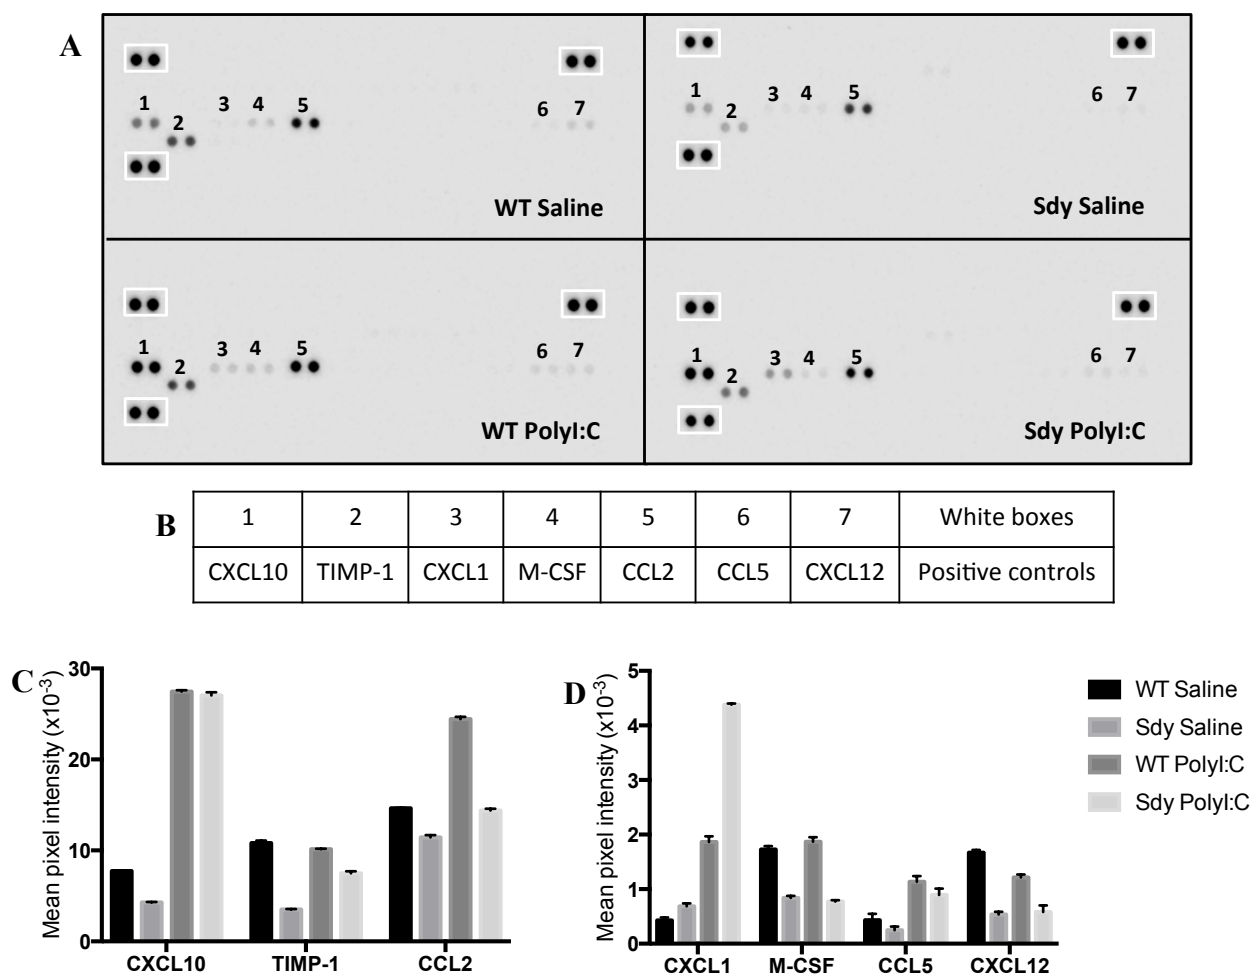 A
1 2 3 4 5 6 7
WT Saline
1 2 3 4 5 6 7
Sdy Saline
1 2 3 4 5 6 7
WT PolyI:C
1 2 3 4 5 6 7
Sdy PolyI:C
B
1 2 3 4 5 6 7 White boxes
CXCL10 TIMP-1 CXCL1 M-CSF CCL2 CCL5 CXCL12 Positive controls
C
Mean pixel intensity (x10⁻³)
30
20
10
0
CXCL10 TIMP-1 CCL2
D
Mean pixel intensity (x10⁻³)
5
4
3
2
1
0
CXCL1 M-CSF CCL5 CXCL12
WT Saline
Sdy Saline
WT PolyI:C
Sdy PolyI:C